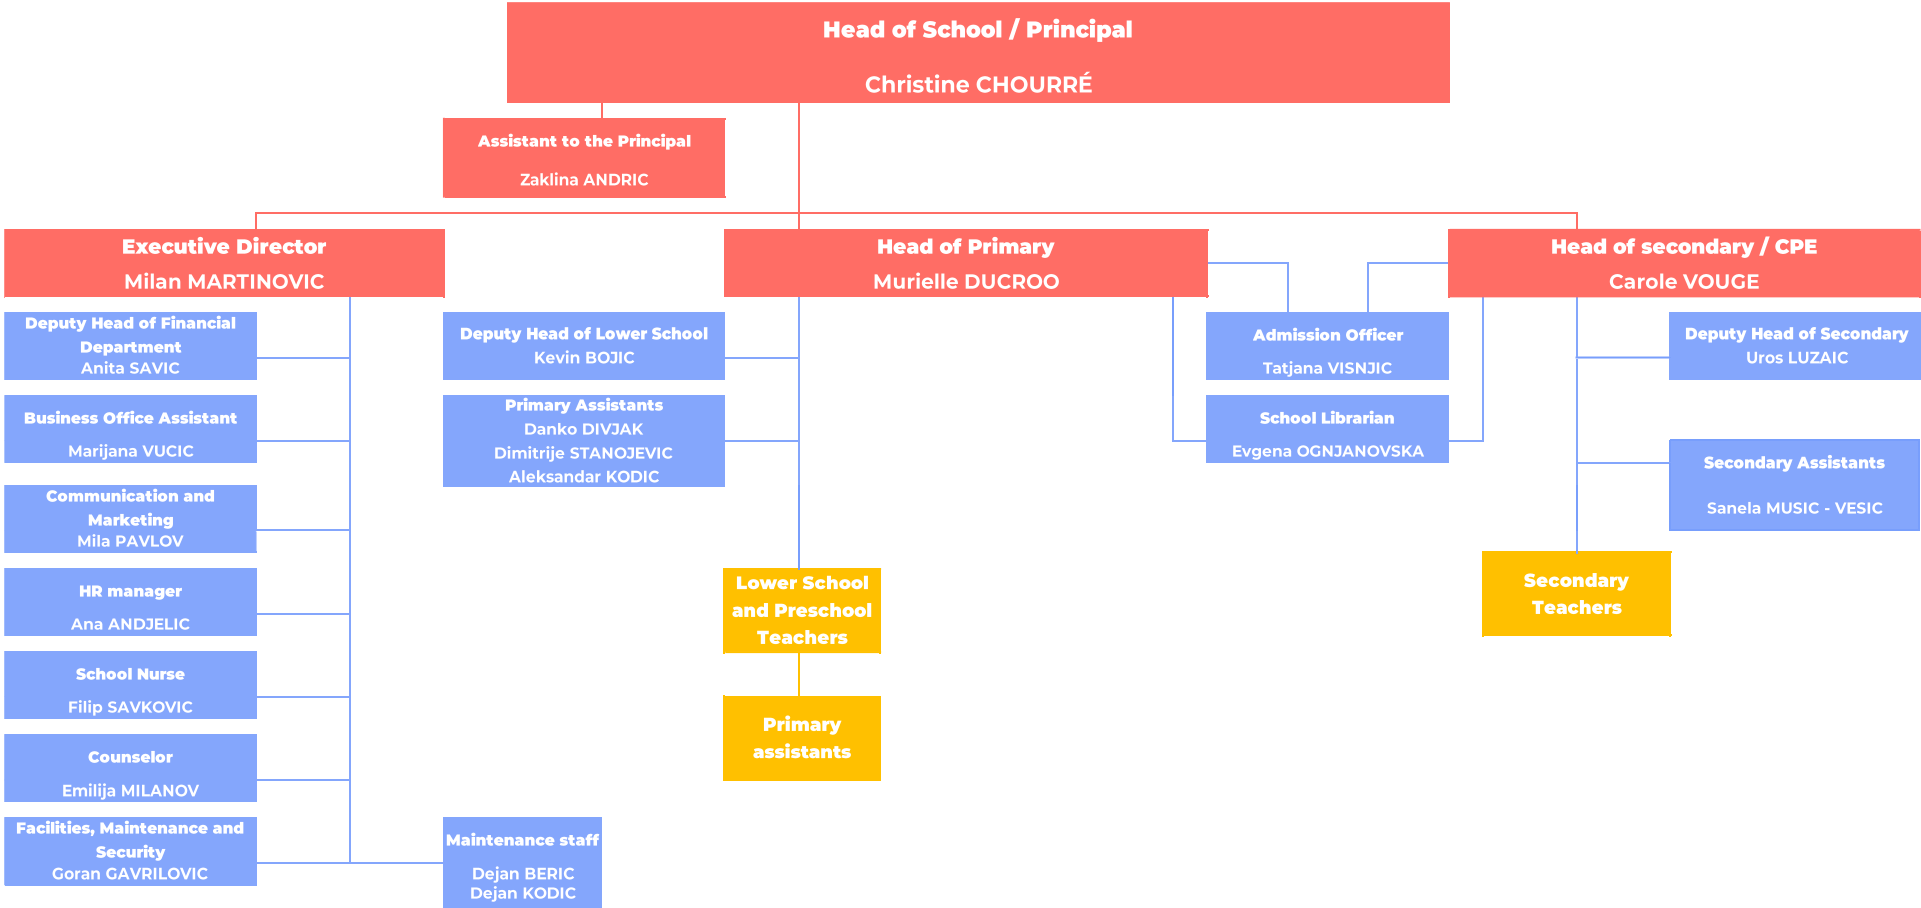 Head of School / Principal
Christine CHOURRÉ
Assistant to the Principal
Zaklina ANDRIC
Executive Director
Milan MARTINOVIC
Head of Primary
Murielle DUCROO
Head of secondary / CPE
Carole VOUGE
Deputy Head of Financial
Department
Anita SAVIC
Business Office Assistant
Marijana VUCIC
Communication and
Marketing
Mila PAVLOV
HR manager
Ana ANDJELIC
School Nurse
Filip SAVKOVIC
Counselor
Emilija MILANOV
Facilities, Maintenance and
Security
Goran GAVRILOVIC
Maintenance staff
Dejan BERIC
Dejan KODIC
Deputy Head of Lower School
Kevin BOJIC
Primary Assistants
Danko DIVJAK
Dimitrije STANOJEVIC
Aleksandar KODIC
Lower School
and Preschool
Teachers
Primary
assistants
Admission Officer
Tatjana VISNJIC
School Librarian
Evgena OGNJANOVSKA
Deputy Head of Secondary
Uros LUZAIC
Secondary Assistants
Sanela MUSIC - VESIC
Secondary
Teachers